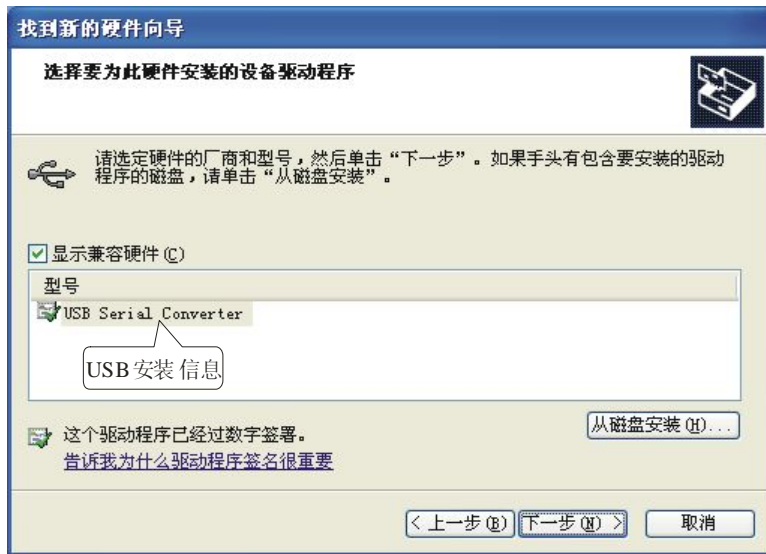 找到新的硬件向导
选择要为此硬件安装的设备驱动程序
请选定硬件的厂商和型号，然后单击“下一步”。如果手头有包含要安装的驱动
程序的磁盘，请单击“从磁盘安装”。
显示兼容硬件(C)
型号
USB Serial Converter
USB安装信息
这个驱动程序已经过数字签署。
从磁盘安装(H)...
告诉我为什么驱动程序签名很重要
< 上一步(B) 下一步(N) > 取消